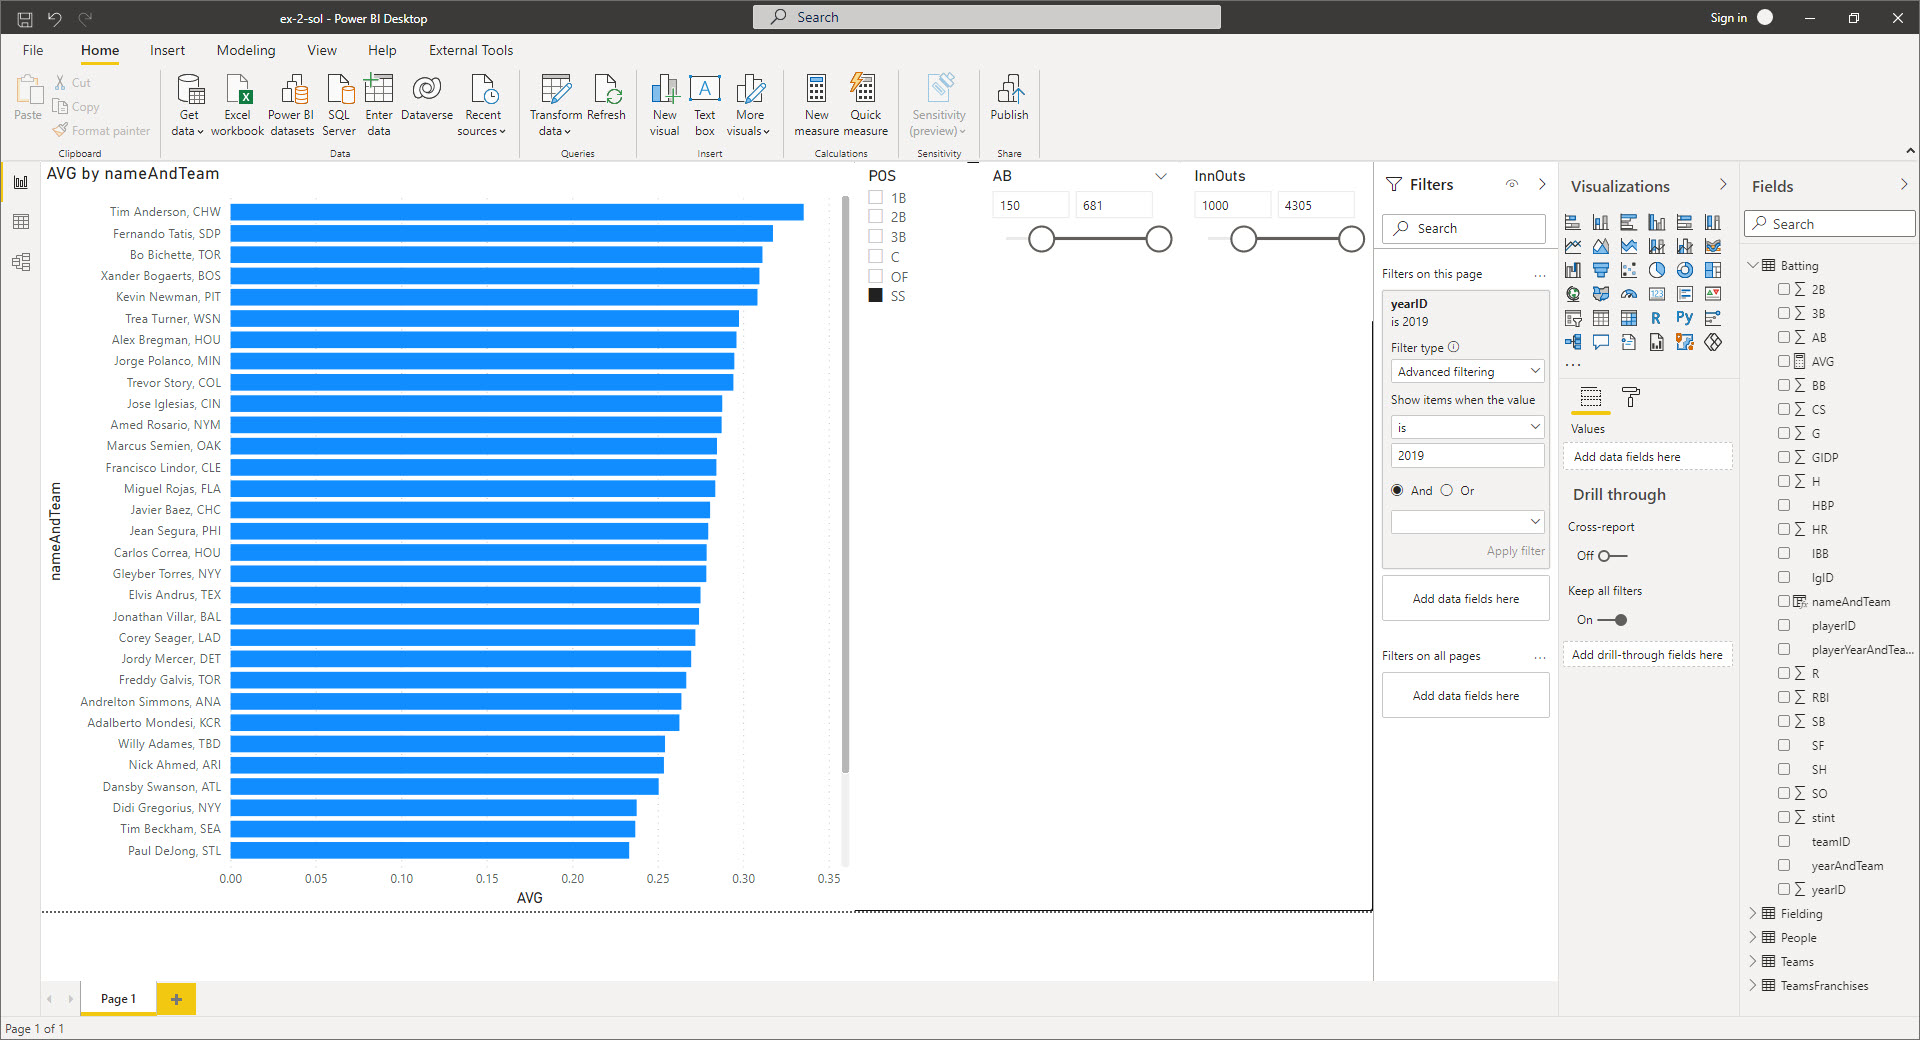 ex-2-sol - Power BI Desktop
Search
Sign in
File
Home
Insert
Modeling
View
Help
External Tools
Paste
Cut
Copy
Format painter
Clipboard
Get data
Excel workbook
Power BI datasets
SQL Server
Enter data
Dataverse
Recent sources
Data
Transform data
Refresh
Queries
New visual
Text box
More visuals
Insert
New measure
Quick measure
Calculations
Sensitivity (preview)
Sensitivity
Publish
Share
AVG by nameAndTeam
nameAndTeam
Tim Anderson, CHW
Fernando Tatis, SDP
Bo Bichette, TOR
Xander Bogaerts, BOS
Kevin Newman, PIT
Trea Turner, WSN
Alex Bregman, HOU
Jorge Polanco, MIN
Trevor Story, COL
Jose Iglesias, CIN
Amed Rosario, NYM
Marcus Semien, OAK
Francisco Lindor, CLE
Miguel Rojas, FLA
Javier Baez, CHC
Jean Segura, PHI
Carlos Correa, HOU
Gleyber Torres, NYY
Elvis Andrus, TEX
Jonathan Villar, BAL
Corey Seager, LAD
Jordy Mercer, DET
Freddy Galvis, TOR
Andrelton Simmons, ANA
Adalberto Mondesi, KCR
Willy Adames, TBD
Nick Ahmed, ARI
Dansby Swanson, ATL
Didi Gregorius, NYY
Tim Beckham, SEA
Paul DeJong, STL
0.00 0.05 0.10 0.15 0.20 0.25 0.30 0.35
AVG
POS
1B
2B
3B
C
OF
SS
AB
150 681
InnOuts
1000 4305
Filters
Search
Filters on this page
...
yearID
is 2019
Filter type
Advanced filtering
Show items when the value
is
2019
And Or
Apply filter
Add data fields here
Filters on all pages
...
Add data fields here
Visualizations
R
Py
123
...
Values
Add data fields here
Drill through
Cross-report
Off
Keep all filters
On
Add drill-through fields here
Fields
Search
Batting
2B
3B
AB
AVG
BB
CS
G
GIDP
H
HBP
HR
IBB
lgID
nameAndTeam
playerID
playerYearAndTea...
R
RBI
SB
SF
SH
SO
stint
teamID
yearAndTeam
yearID
Fielding
People
Teams
TeamsFranchises
Page 1
Page 1 of 1